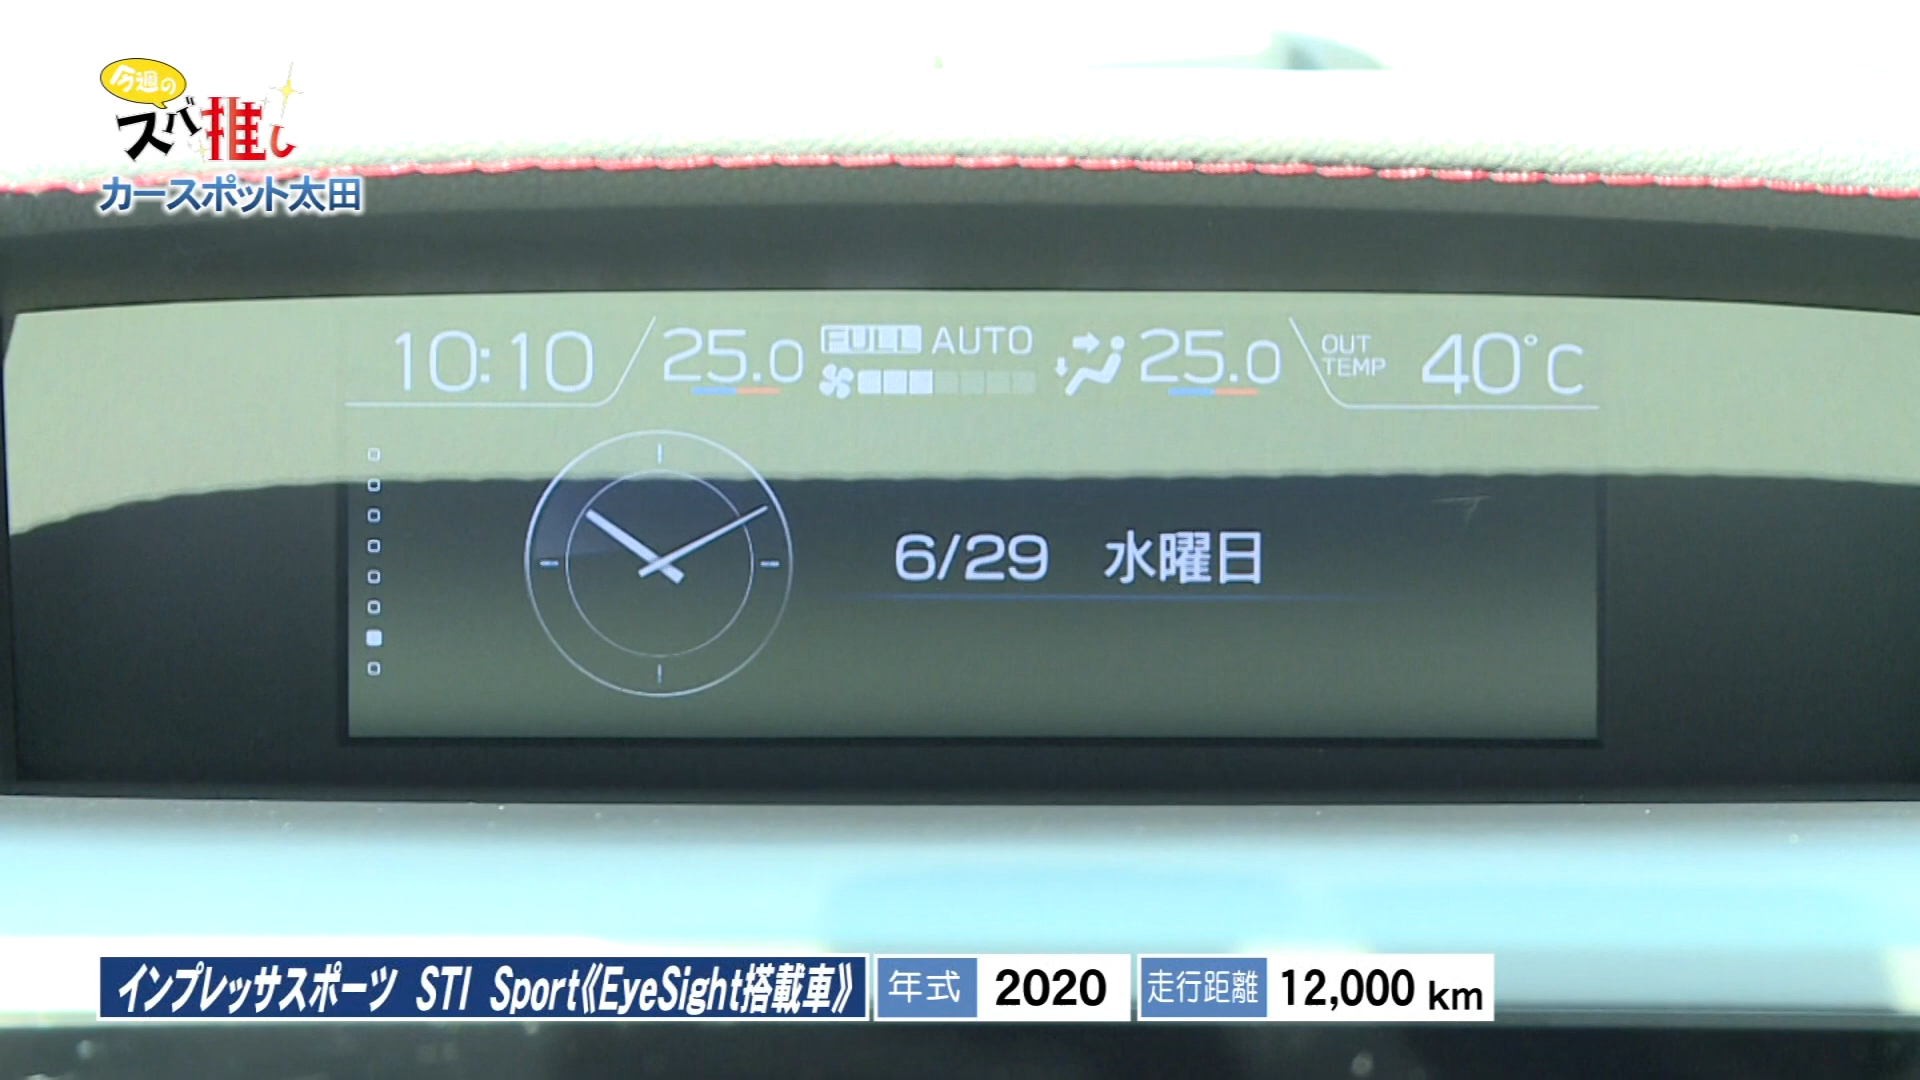 今週の
スバ推し
カースポット太田
10:10 25.0 FULL AUTO 25.0 OUT TEMP 40°C
6/29 水曜日
インプレッサスポーツ STI Sport《EyeSight搭載車》 年式 2020 走行距離 12,000 km